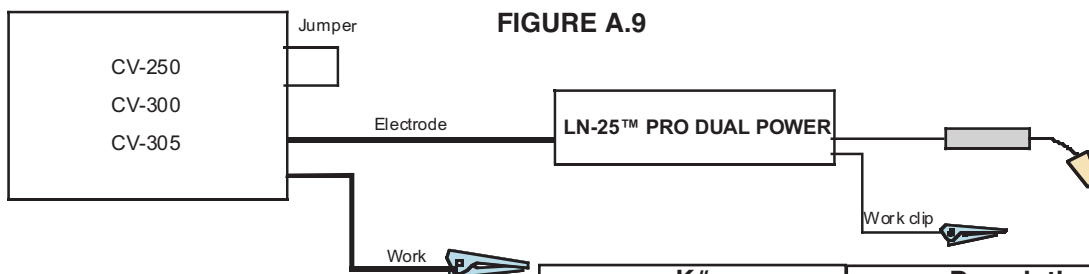 FIGURE A.9
Jumper
CV-250
CV-300
CV-305
Electrode
LN-25™ PRO DUAL POWER
Work clip
Work
K#